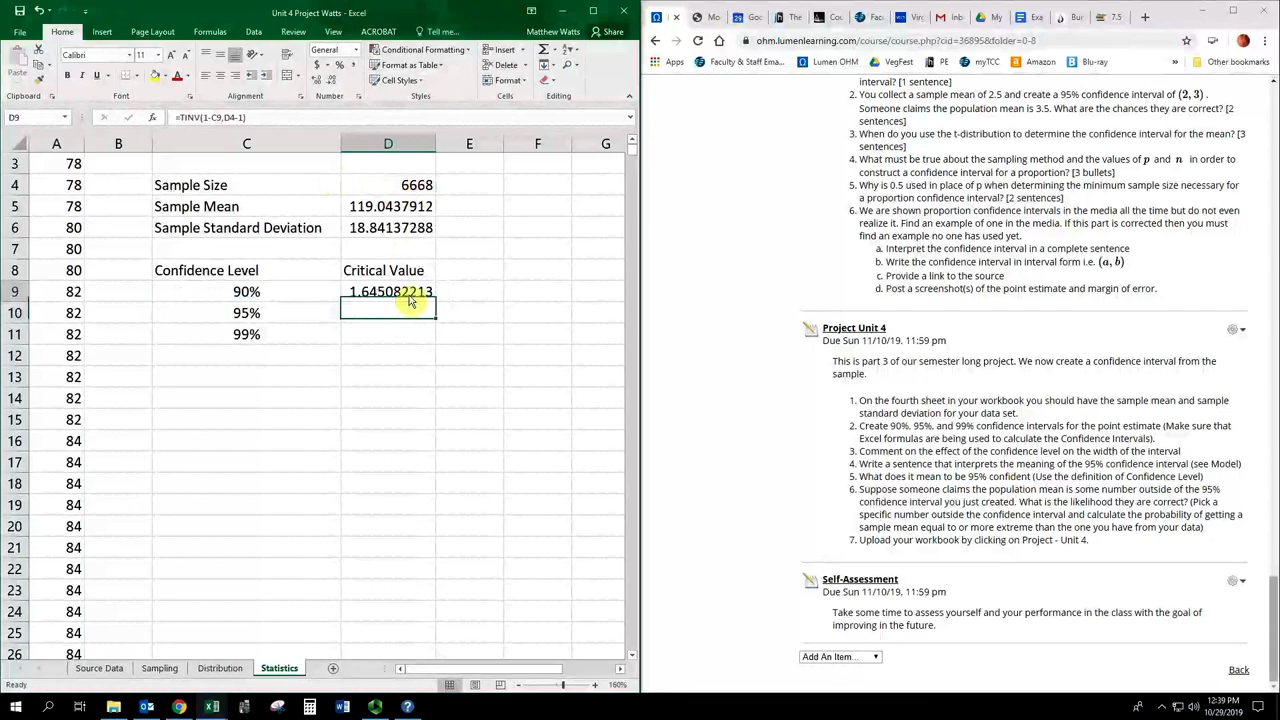 Unit 4 Project Watts - Excel
Matthew Watts
File Home Insert Page Layout Formulas Data Review View ACROBAT Tell me... Share
Paste
Clipboard
Calibri 11
B I U
Font
Alignment
General
$ % ,
Number
Conditional Formatting
Format as Table
Cell Styles
Styles
Insert
Delete
Format
Cells
Editing
D9 fx =TINV(1-C9,D4-1)
A B C D E F G
3 78
4 78 Sample Size 6668
5 78 Sample Mean 119.0437912
6 80 Sample Standard Deviation 18.84137288
7 80
8 80 Confidence Level Critical Value
9 82 90% 1.645082213
10 82 95%
11 82 99%
12 82
13 82
14 82
15 82
16 84
17 84
18 84
19 84
20 84
21 84
22 84
23 84
24 84
25 84
26 84
Source Data Sampling Distribution Statistics
Ready 160%
ohm.lumenlearning.com/course/course.php?cid=36895&folder=0-8
Apps Faculty & Staff Ema... Lumen OHM VegFest PE myTCC Amazon Blu-ray » Other bookmarks
interval? [1 sentence]
2. You collect a sample mean of 2.5 and create a 95% confidence interval of (2, 3) .
Someone claims the population mean is 3.5. What are the chances they are correct? [2
sentences]
3. When do you use the t-distribution to determine the confidence interval for the mean? [3
sentences]
4. What must be true about the sampling method and the values of p and n in order to
construct a confidence interval for a proportion? [3 bullets]
5. Why is 0.5 used in place of p when determining the minimum sample size necessary for
a proportion confidence interval? [2 sentences]
6. We are shown proportion confidence intervals in the media all the time but do not even
realize it. Find an example of one in the media. If this part is corrected then you must
find an example no one has used yet.
a. Interpret the confidence interval in a complete sentence
b. Write the confidence interval in interval form i.e. (a, b)
c. Provide a link to the source
d. Post a screenshot(s) of the point estimate and margin of error.
Project Unit 4
Due Sun 11/10/19, 11:59 pm
This is part 3 of our semester long project. We now create a confidence interval from the
sample.
1. On the fourth sheet in your workbook you should have the sample mean and sample
standard deviation for your data set.
2. Create 90%, 95%, and 99% confidence intervals for the point estimate (Make sure that
Excel formulas are being used to calculate the Confidence Intervals).
3. Comment on the effect of the confidence level on the width of the interval
4. Write a sentence that interprets the meaning of the 95% confidence interval (see Model)
5. What does it mean to be 95% confident (Use the definition of Confidence Level)
6. Suppose someone claims the population mean is some number outside of the 95%
confidence interval you just created. What is the likelihood they are correct? (Pick a
specific number outside the confidence interval and calculate the probability of getting a
sample mean equal to or more extreme than the one you have from your data)
7. Upload your workbook by clicking on Project - Unit 4.
Self-Assessment
Due Sun 11/10/19, 11:59 pm
Take some time to assess yourself and your performance in the class with the goal of
improving in the future.
Add An Item...
Back
12:39 PM
10/29/2019